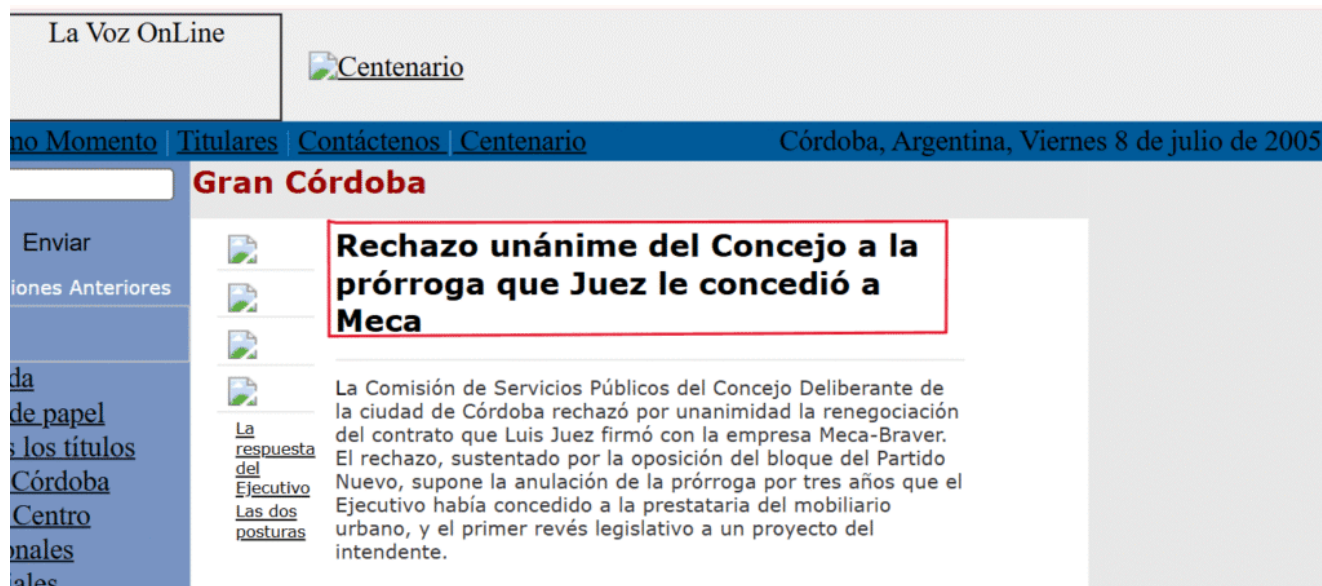 La Voz OnLine
Centenario
Momento | Titulares | Contáctenos | Centenario
Córdoba, Argentina, Viernes 8 de julio de 2005
Gran Córdoba
Enviar
Anteriores
Rechazo unánime del Concejo a la
prórroga que Juez le concedió a
Meca
de papel
los títulos
Córdoba
Centro
La
respuesta
del
Ejecutivo
Las dos
posturas
La Comisión de Servicios Públicos del Concejo Deliberante de
la ciudad de Córdoba rechazó por unanimidad la renegociación
del contrato que Luis Juez firmó con la empresa Meca-Braver.
El rechazo, sustentado por la oposición del bloque del Partido
Nuevo, supone la anulación de la prórroga por tres años que el
Ejecutivo había concedido a la prestataria del mobiliario
urbano, y el primer revés legislativo a un proyecto del
intendente.